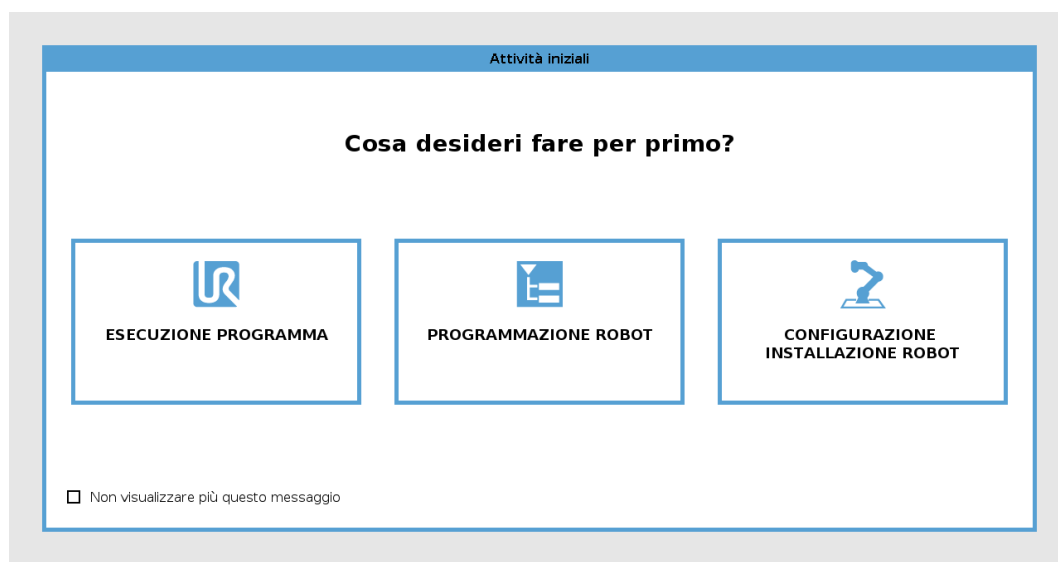 Attività iniziali
Cosa desideri fare per primo?
ESECUZIONE PROGRAMMA
PROGRAMMAZIONE ROBOT
CONFIGURAZIONE
INSTALLAZIONE ROBOT
Non visualizzare più questo messaggio